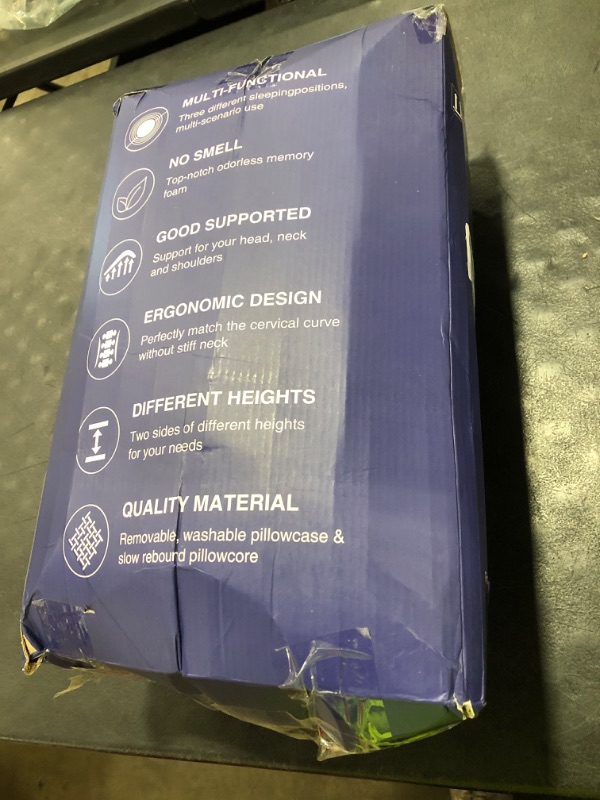 MULTI-FUNCTIONAL
Three different sleepingpositions,
multi-scenario use
NO SMELL
Top-notch odorless memory
foam
GOOD SUPPORTED
Support for your head, neck
and shoulders
ERGONOMIC DESIGN
Perfectly match the cervical curve
without stiff neck
DIFFERENT HEIGHTS
Two sides of different heights
for your needs
QUALITY MATERIAL
Removable, washable pillowcase &
slow rebound pillowcore